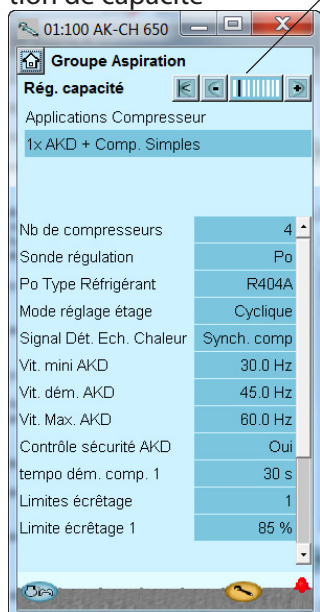 tion de capacité
01:100 AK-CH 650
Groupe Aspiration
Rég. capacité
Applications Compresseur
1x AKD + Comp. Simples
Nb de compresseurs 4
Sonde régulation Po
Po Type Réfrigérant R404A
Mode réglage étage Cyclique
Signal Dét. Ech. Chaleur Synch. comp
Vit. mini AKD 30.0 Hz
Vit. dém. AKD 45.0 Hz
Vit. Max. AKD 60.0 Hz
Contrôle sécurité AKD Oui
tempo dém. comp. 1 30 s
Limites écrêtage 1
Limite écrêtage 1 85 %